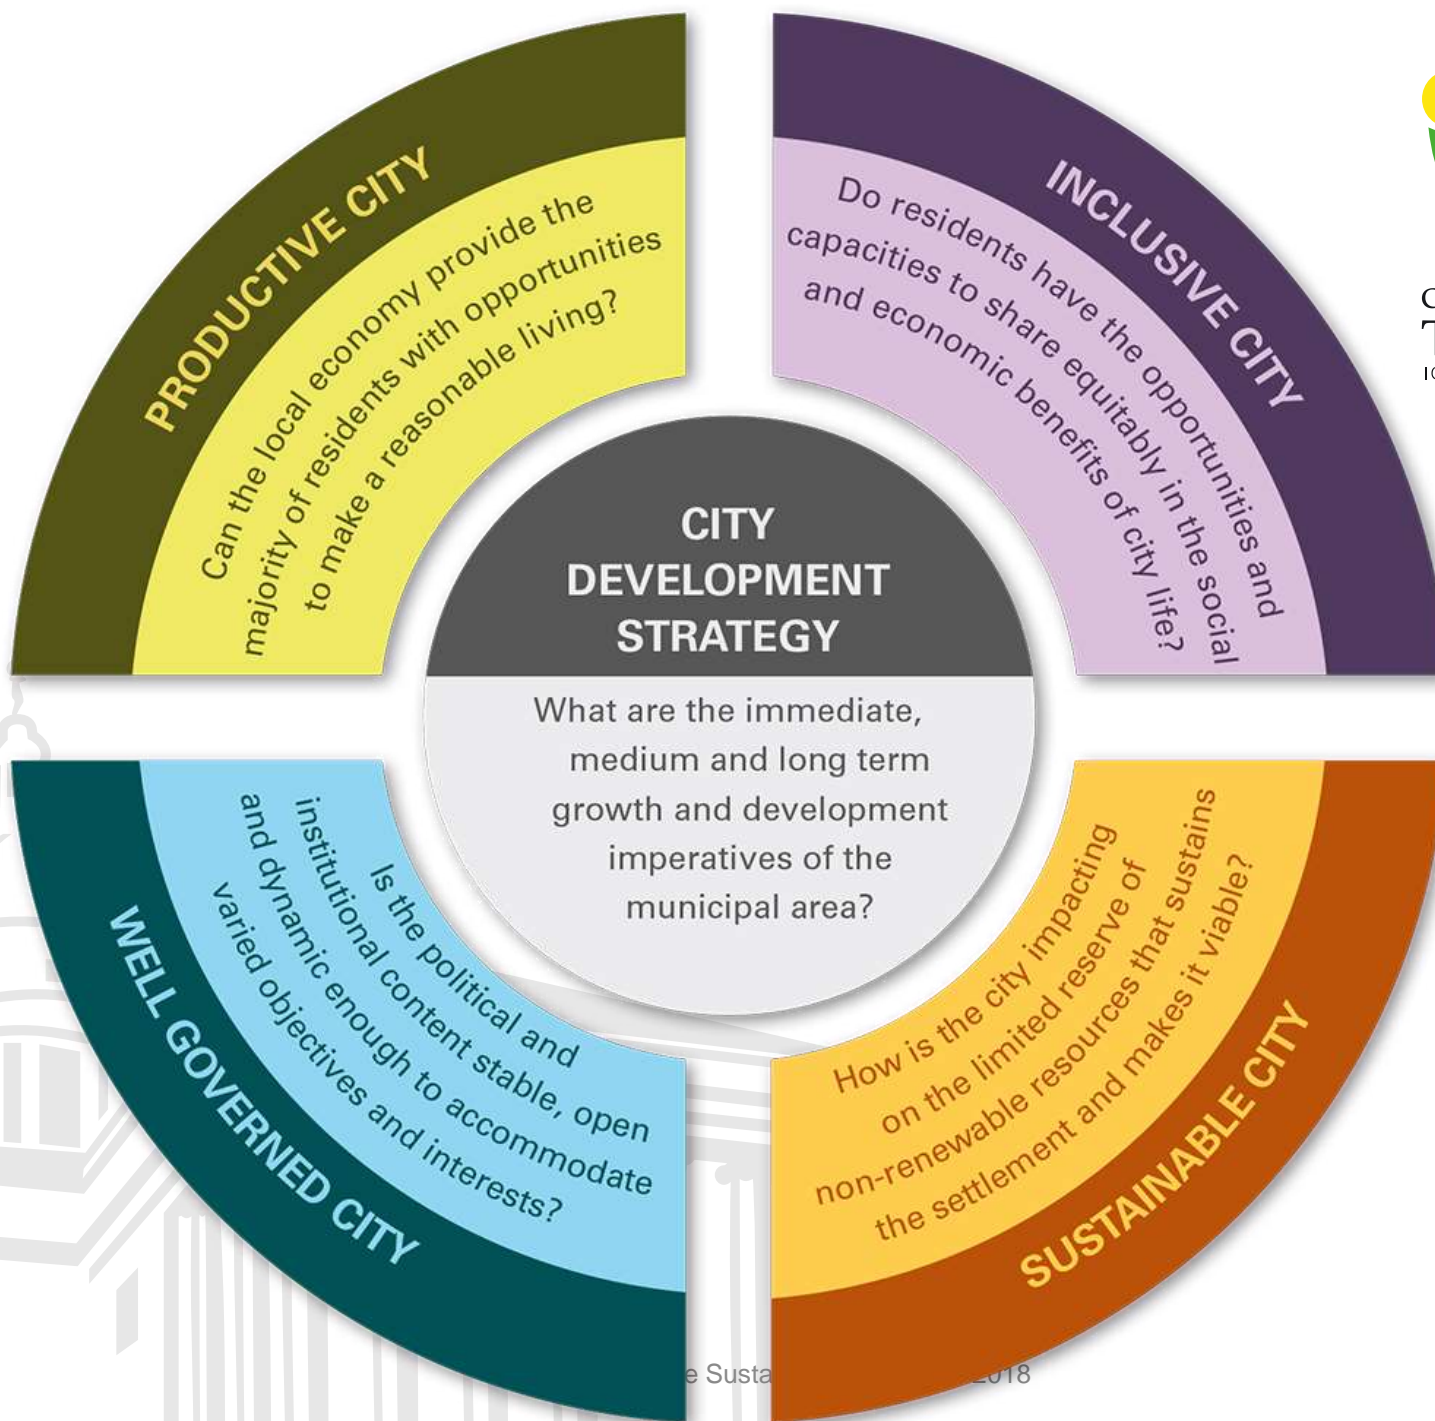 PRODUCTIVE CITY
Can the local economy provide the
majority of residents with opportunities
to make a reasonable living?
INCLUSIVE CITY
Do residents have the opportunities and
capacities to share equitably in the social
and economic benefits of city life?
CITY
DEVELOPMENT
STRATEGY
What are the immediate,
medium and long term
growth and development
imperatives of the
municipal area?
WELL GOVERNED CITY
Is the political and
institutional content stable, open
and dynamic enough to accommodate
varied objectives and interests?
SUSTAINABLE CITY
How is the city impacting
on the limited reserve of
non-renewable resources that sustains
the settlement and makes it viable?
2018